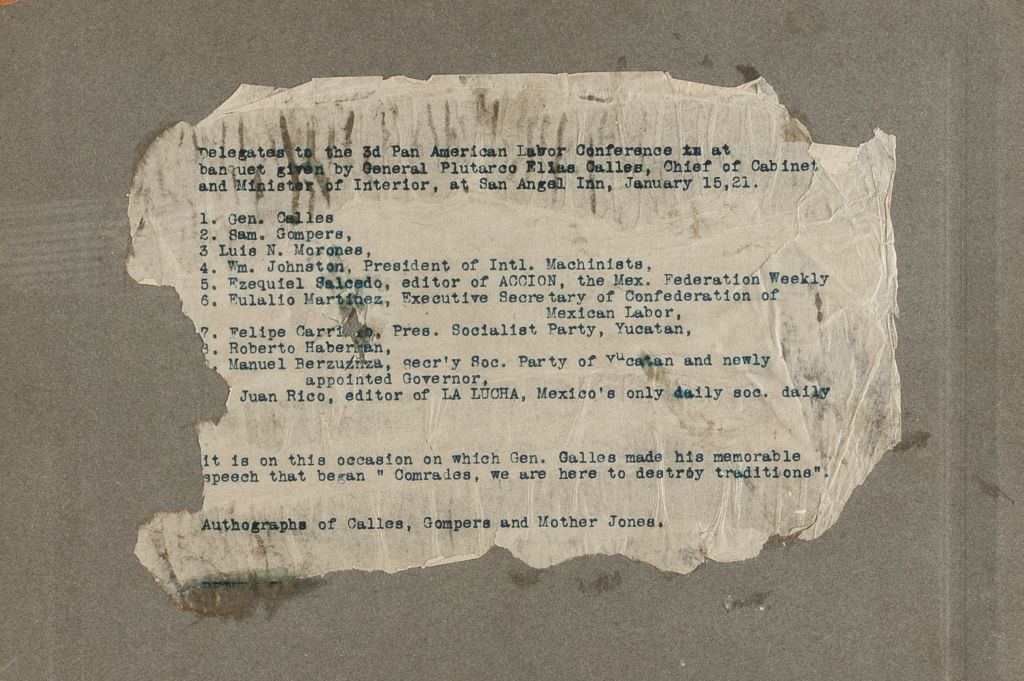 Delegates to the 3d Pan American Labor Conference in at
banquet given by General Plutarco Elias Calles, Chief of Cabinet
and Minister of Interior, at San Angel Inn, January 15,21.
1. Gen. Calles
2. Sam. Gompers,
3 Luis N. Morones,
4. Wm. Johnston, President of Intl. Machinists,
5. Ezequiel Salcedo, editor of ACCION, the Mex. Federation Weekly
6. Eulalio Martinez, Executive Secretary of Confederation of
Mexican Labor,
7. Felipe Carri Pres. Socialist Party, Yucatan,
8. Roberto Haberman,
Manuel Berzunza, secr'y Soc. Party of Yucatan and newly
appointed Governor,
Juan Rico, editor of LA LUCHA, Mexico's only daily soc. daily
it is on this occasion on which Gen. Calles made his memorable
speech that began " Comrades, we are here to destroy traditions".
Authographs of Calles, Gompers and Mother Jones.